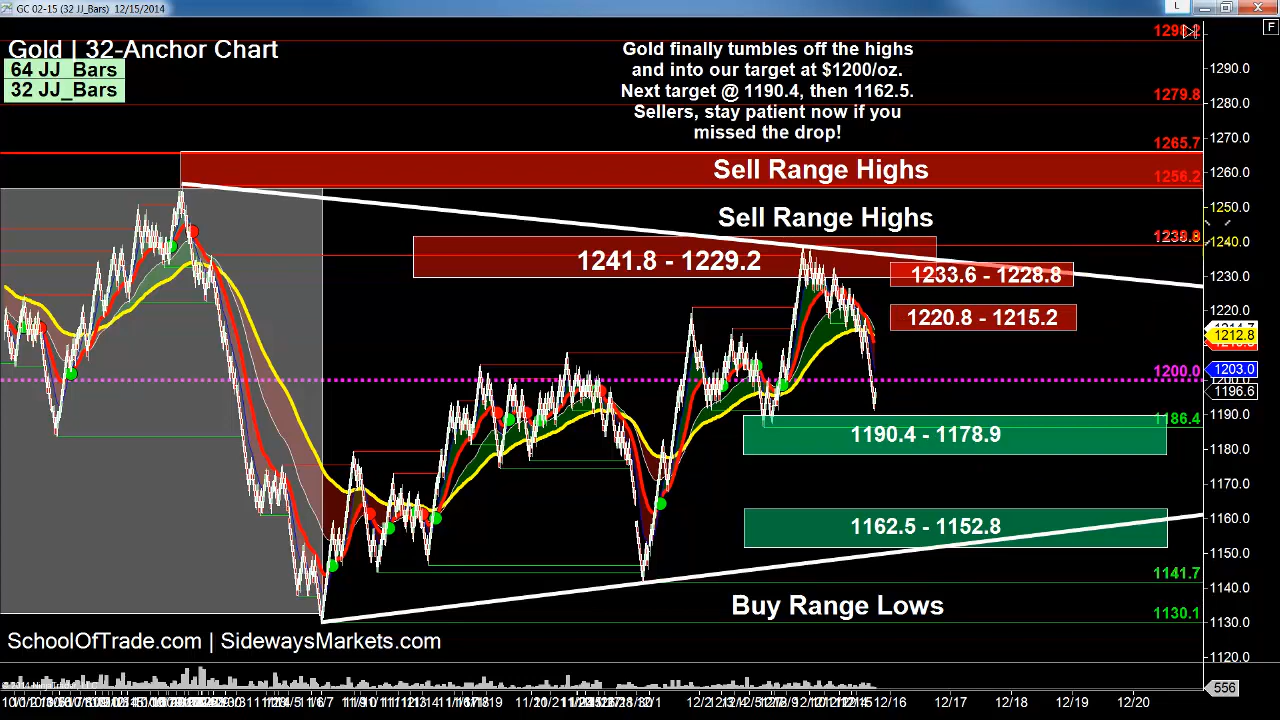 GC 02-15 (32 JJ_Bars) 12/15/2014
L
F
Gold | 32-Anchor Chart
64 JJ_Bars
32 JJ_Bars
Gold finally tumbles off the highs
and into our target at $1200/oz.
Next target @ 1190.4, then 1162.5.
Sellers, stay patient now if you
missed the drop!
1290.0
1279.8
1280.0
1270.0
1265.7
Sell Range Highs
1256.2
1260.0
1250.0
Sell Range Highs
1240.0
1241.8 - 1229.2
1233.6 - 1228.8
1230.0
1220.8 - 1215.2
1220.0
1212.8
1200.0
1203.0
1196.6
1190.0
1186.4
1190.4 - 1178.9
1180.0
1170.0
1160.0
1162.5 - 1152.8
1150.0
1141.7
1140.0
Buy Range Lows
1130.1
1130.0
SchoolOfTrade.com | SidewaysMarkets.com
1120.0
556
12/16 12/17 12/18 12/19 12/20